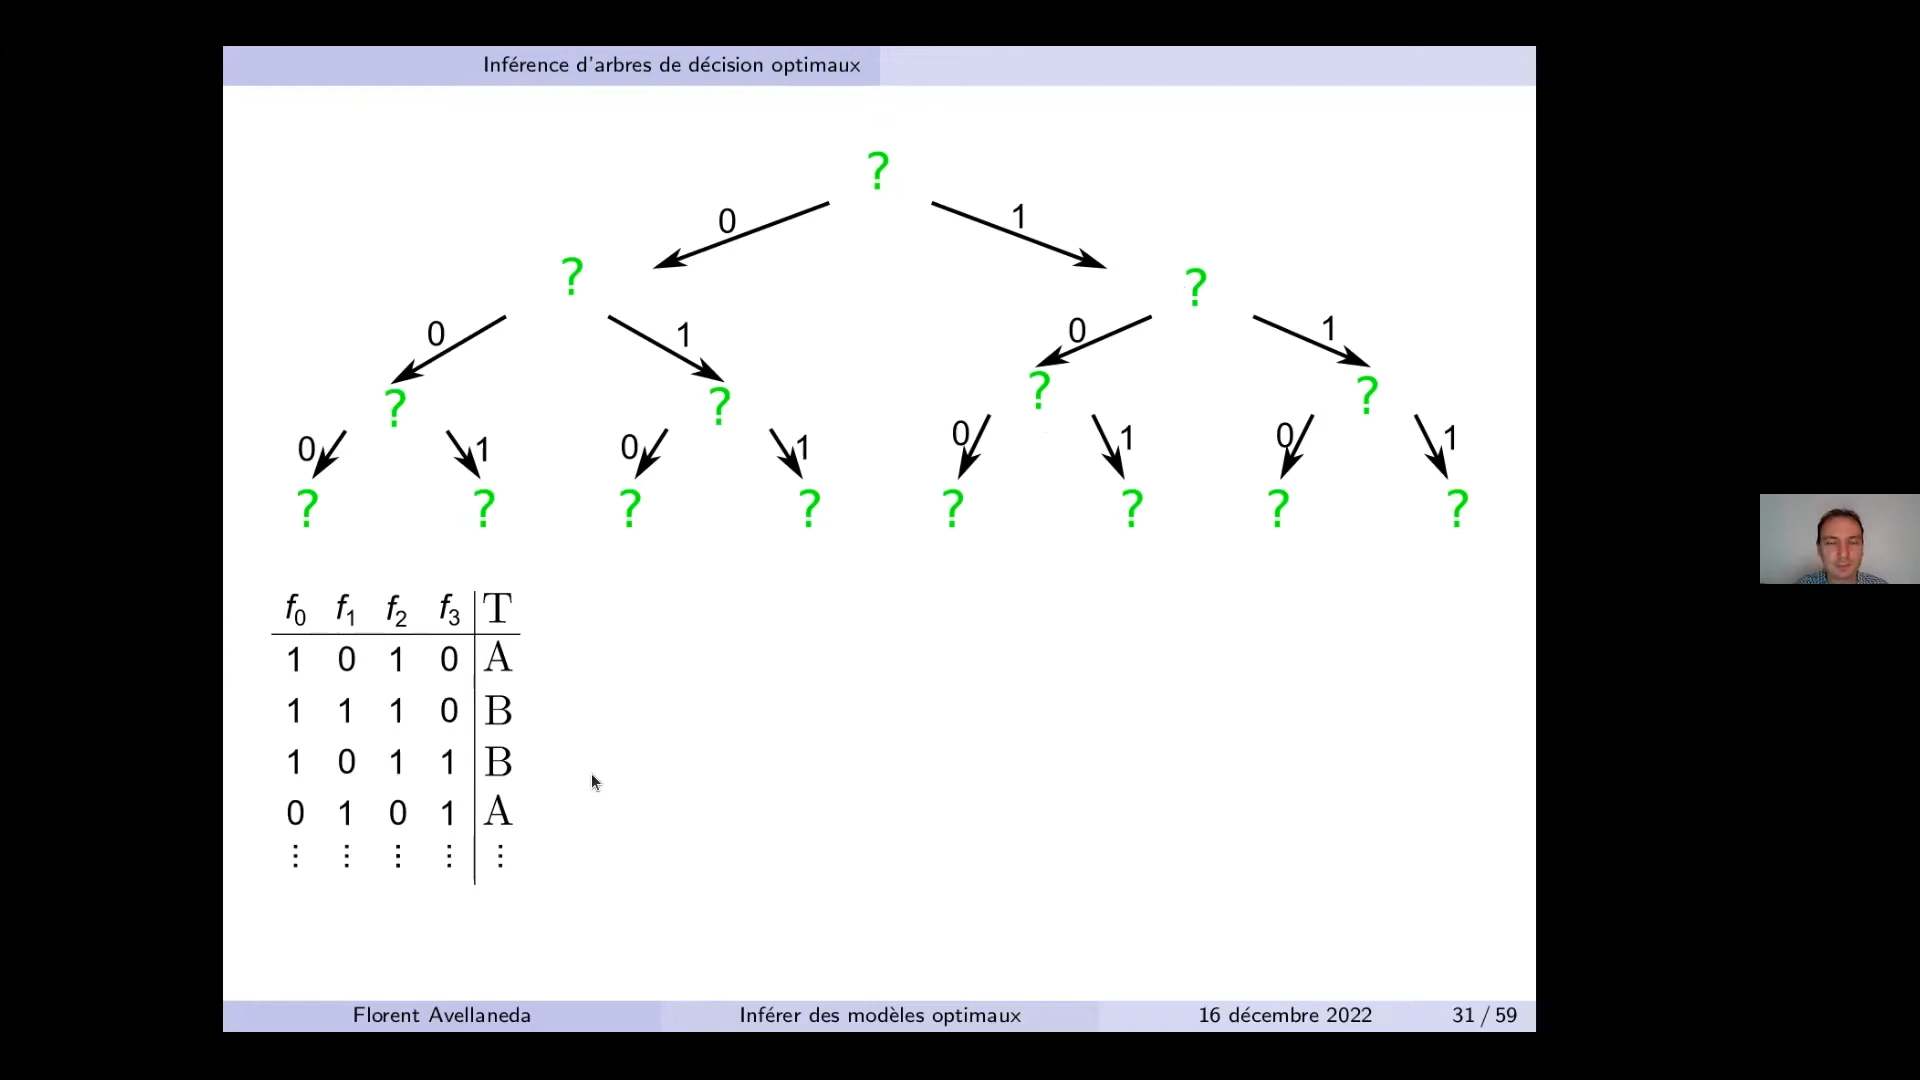 Inférence d'arbres de décision optimaux
?
0 1
? ?
0 1 0 1
? ? ? ?
0 1 0 1 0 1 0 1
? ? ? ? ? ? ? ?
f0 f1 f2 f3 T
1 0 1 0 A
1 1 1 0 B
1 0 1 1 B
0 1 0 1 A
⋮ ⋮ ⋮ ⋮ ⋮
Florent Avellaneda Inférer des modèles optimaux 16 décembre 2022 31 / 59